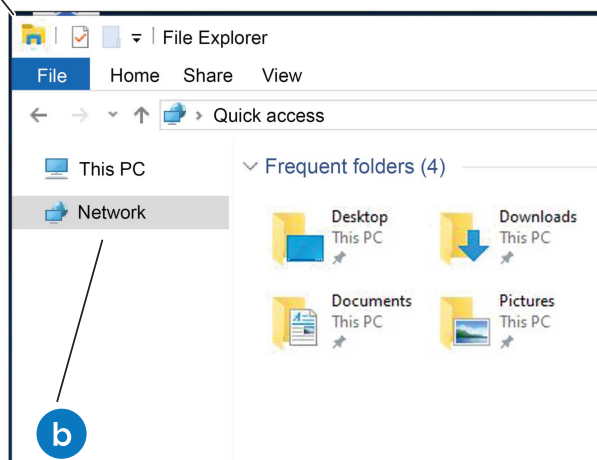 File Explorer
File Home Share View
Quick access
This PC
Network
Frequent folders (4)
Desktop
This PC
Downloads
This PC
Documents
This PC
Pictures
This PC
b